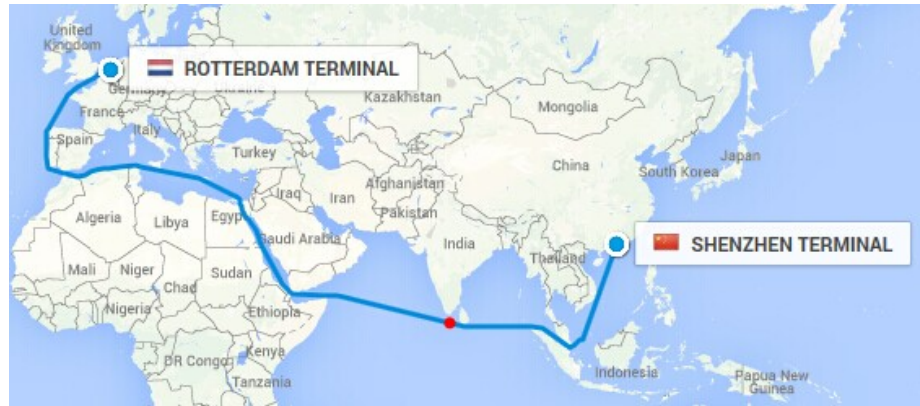 United
Kingdom
ROTTERDAM TERMINAL
Germany
Ukraine
Kazakhstan
Mongolia
France
Italy
Spain
Turkey
China
Japan
South Korea
Afghanistan
Iraq
Iran
Pakistan
Algeria
Libya
Egypt
Saudi Arabia
India
Thailand
SHENZHEN TERMINAL
Mali
Niger
Chad
Sudan
Nigeria
Ethiopia
DR Congo
Kenya
Tanzania
Indonesia
Papua New
Guinea